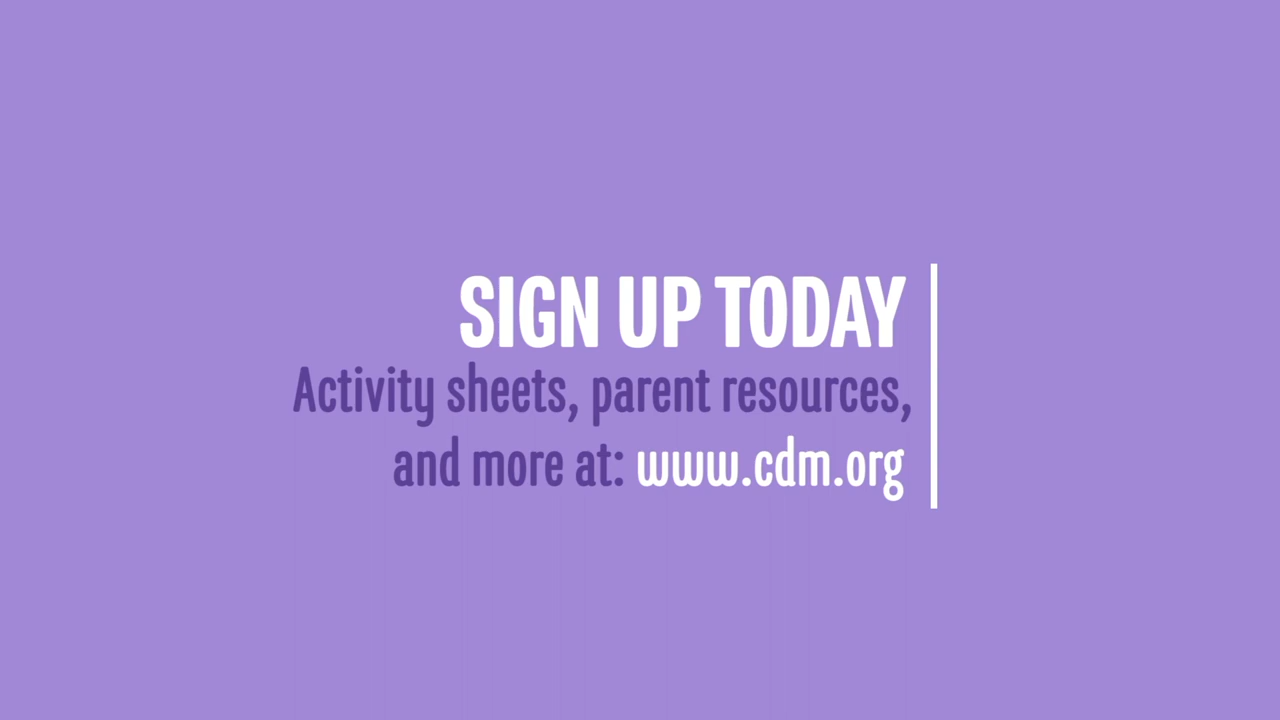 SIGN UP TODAY
Activity sheets, parent resources,
and more at: www.cdm.org